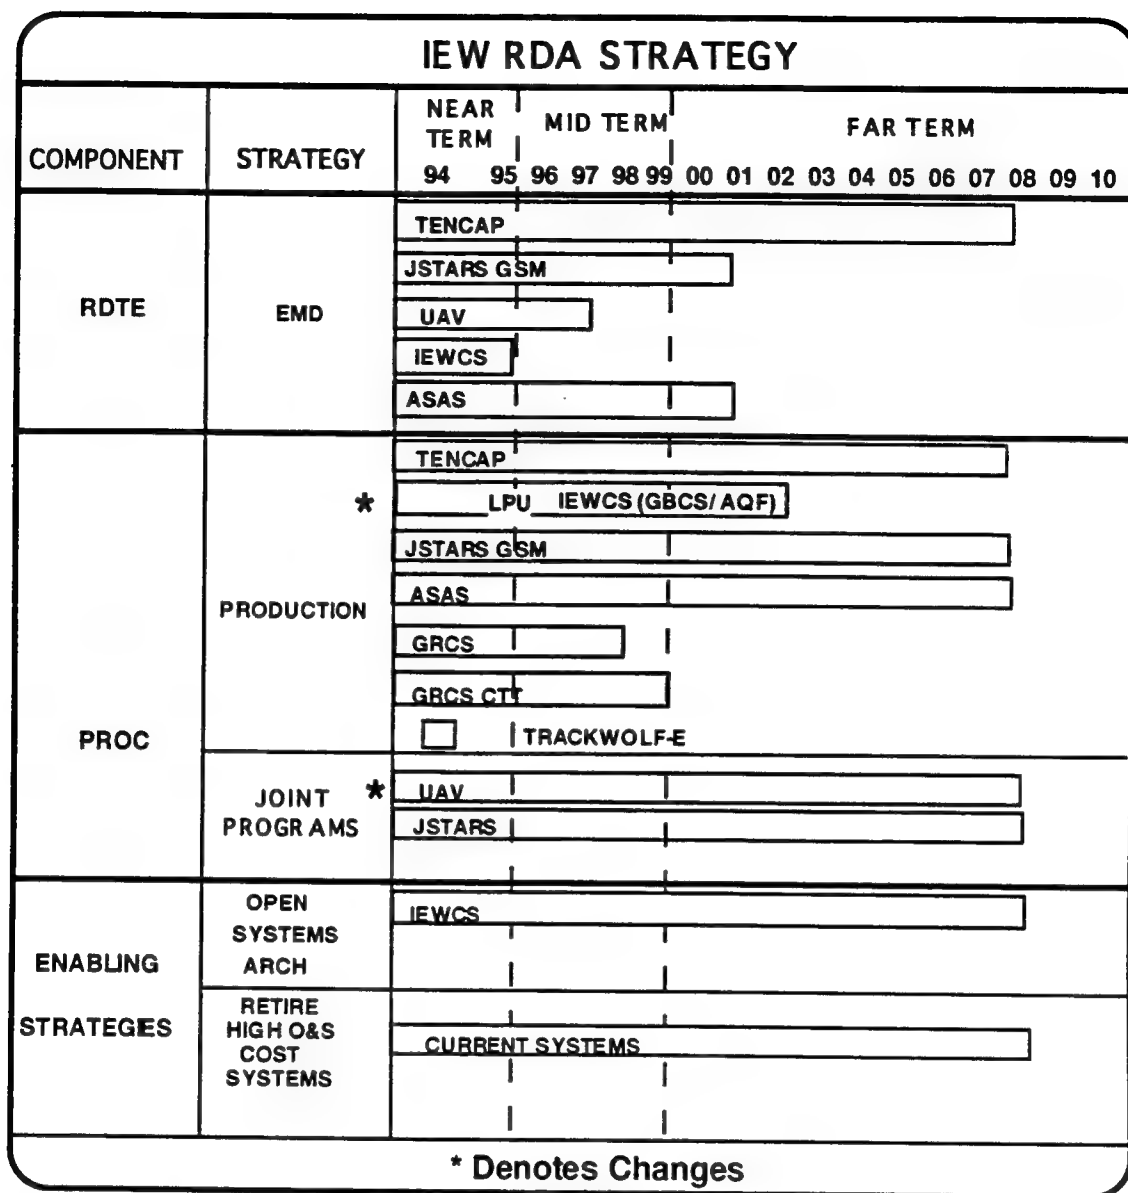 IEW RDA STRATEGY
COMPONENT
STRATEGY
NEAR
TERM
MID TERM
FAR TERM
94 95 96 97 98 99 00 01 02 03 04 05 06 07 08 09 10
RDTE
EMD
TENCAP
JSTARS GSM
UAV
IEWCS
ASAS
PROC
PRODUCTION
TENCAP
* LPU IEWCS (GBCS/AQF)
JSTARS GSM
ASAS
GRCS
GRCS CTT
TRACKWOLF-E
JOINT
PROGRAMS
* UAV
JSTARS
ENABLING
STRATEGIES
OPEN
SYSTEMS
ARCH
IEWCS
RETIRE
HIGH O&S
COST
SYSTEMS
CURRENT SYSTEMS
* Denotes Changes